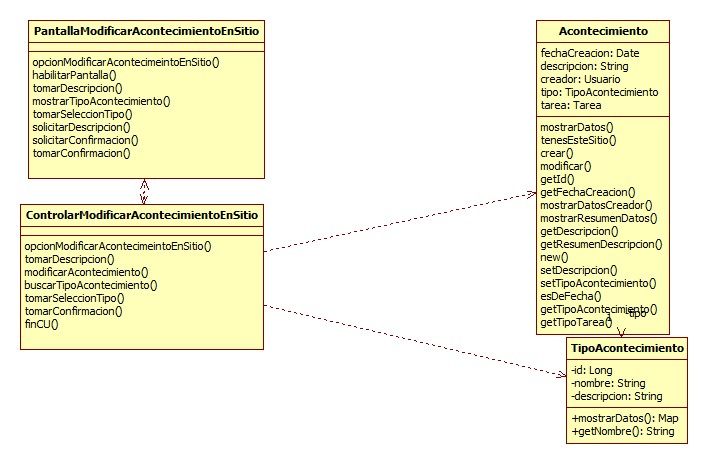 PantallaModificarAcontecimientoEnSitio
opcionModificarAcontecimeintoEnSitio()
habilitarPantalla()
tomarDescripcion()
mostrarTipoAcontecimiento()
tomarSeleccionTipo()
solicitarDescripcion()
solicitarConfirmacion()
tomarConfirmacion()
ControlarModificarAcontecimientoEnSitio
opcionModificarAcontecimeintoEnSitio()
tomarDescripcion()
modificarAcontecimiento()
buscarTipoAcontecimiento()
tomarSeleccionTipo()
tomarConfirmacion()
finCU()
Acontecimiento
fechaCreacion: Date
descripcion: String
creador: Usuario
tipo: TipoAcontecimiento
tarea: Tarea
mostrarDatos()
tenesEsteSitio()
crear()
modificar()
getId()
getFechaCreacion()
mostrarDatosCreador()
mostrarResumenDatos()
getDescripcion()
getResumenDescripcion()
new()
setDescripcion()
setTipoAcontecimiento()
esDeFecha()
getTipoAcontecimiento()
getTipoTarea()
1
-tipo
TipoAcontecimiento
-id: Long
-nombre: String
-descripcion: String
+mostrarDatos(): Map
+getNombre(): String